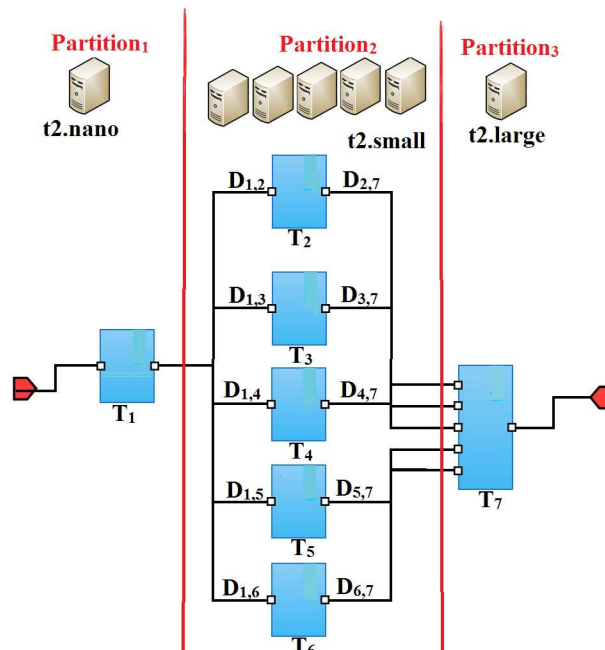 Partition₁
Partition₂
Partition₃
t2.nano
t2.small
t2.large
D₁,₂
D₂,₇
T₂
D₁,₃
D₃,₇
T₃
T₁
D₁,₄
D₄,₇
T₄
D₁,₅
D₅,₇
T₅
T₇
D₁,₆
D₆,₇
T₆